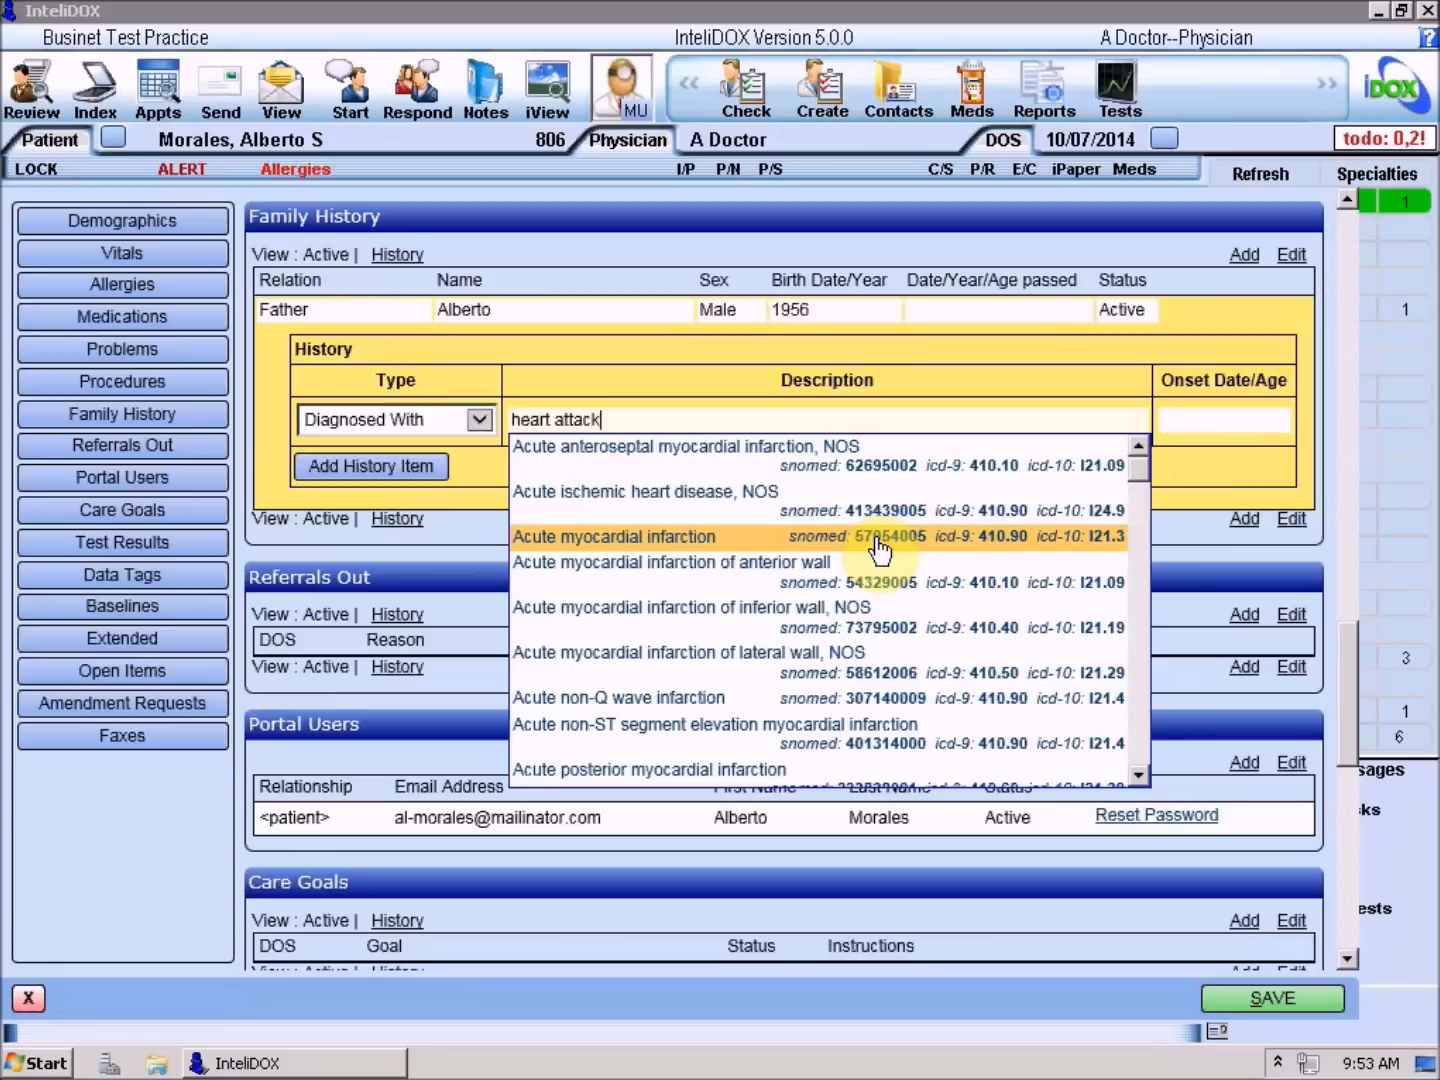 InteliDOX
Businet Test Practice InteliDOX Version 5.0.0 A Doctor--Physician ?
Review Index Appts Send View Start Respond Notes iView MU Check Create Contacts Meds Reports Tests iDOX
Patient Morales, Alberto S 806 Physician A Doctor DOS 10/07/2014 todo: 0,2!
LOCK ALERT Allergies I/P P/N P/S C/S P/R E/C iPaper Meds Refresh Specialties
1
Demographics
Vitals
Allergies
Medications
Problems
Procedures
Family History
Referrals Out
Portal Users
Care Goals
Test Results
Data Tags
Baselines
Extended
Open Items
Amendment Requests
Faxes
Family History
View : Active | History Add Edit
Relation Name Sex Birth Date/Year Date/Year/Age passed Status
Father Alberto Male 1956 Active
1
History
Type Description Onset Date/Age
Diagnosed With heart attack
Add History Item
Acute anteroseptal myocardial infarction, NOS
snomed: 62695002 icd-9: 410.10 icd-10: I21.09
Acute ischemic heart disease, NOS
snomed: 413439005 icd-9: 410.90 icd-10: I24.9
Acute myocardial infarction snomed: 57054005 icd-9: 410.90 icd-10: I21.3
Acute myocardial infarction of anterior wall
snomed: 54329005 icd-9: 410.10 icd-10: I21.09
Acute myocardial infarction of inferior wall, NOS
snomed: 73795002 icd-9: 410.40 icd-10: I21.19
Acute myocardial infarction of lateral wall, NOS
snomed: 58612006 icd-9: 410.50 icd-10: I21.29
Acute non-Q wave infarction snomed: 307140009 icd-9: 410.90 icd-10: I21.4
Acute non-ST segment elevation myocardial infarction
snomed: 401314000 icd-9: 410.90 icd-10: I21.4
Acute posterior myocardial infarction
View : Active | History Add Edit
Referrals Out
View : Active | History Add Edit
DOS Reason
View : Active | History Add Edit
3
1
6
Portal Users
Add Edit
Relationship Email Address
<patient> al-morales@mailinator.com Alberto Morales Active Reset Password
Care Goals
View : Active | History Add Edit
DOS Goal Status Instructions
X SAVE
Start InteliDOX 9:53 AM